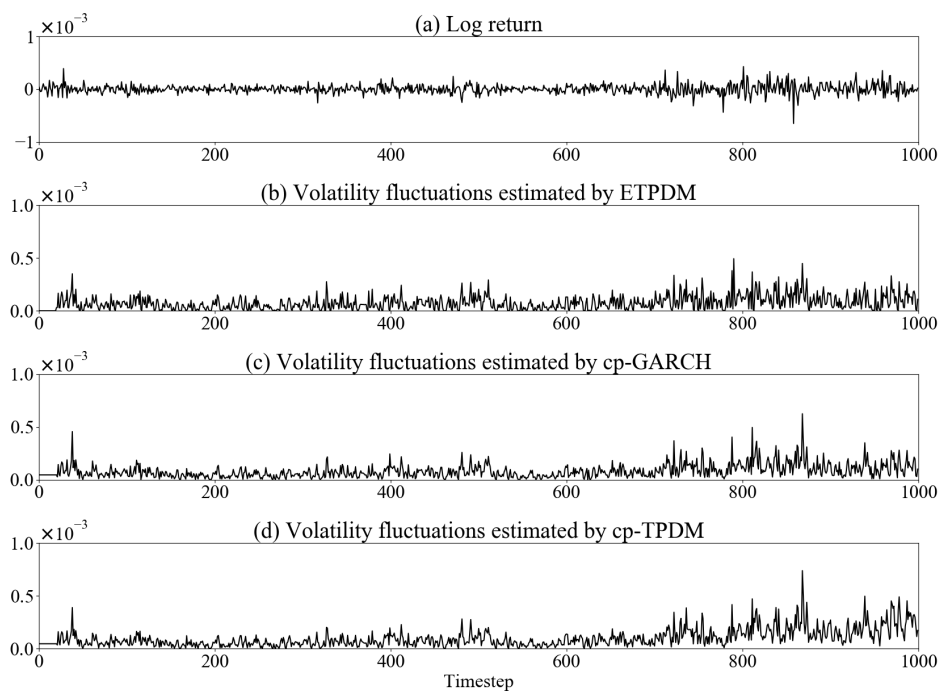 (a) Log return
×10⁻³
1
0
−1
0 200 400 600 800 1000
(b) Volatility fluctuations estimated by ETPDM
×10⁻³
1.0
0.5
0.0
0 200 400 600 800 1000
(c) Volatility fluctuations estimated by cp-GARCH
×10⁻³
1.0
0.5
0.0
0 200 400 600 800 1000
(d) Volatility fluctuations estimated by cp-TPDM
×10⁻³
1.0
0.5
0.0
0 200 400 600 800 1000
Timestep